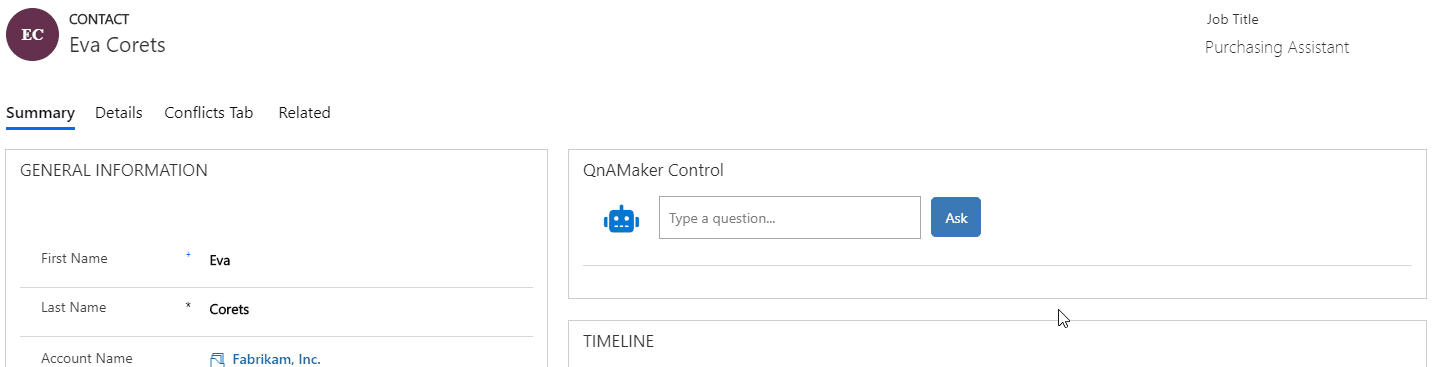 EC
CONTACT
Eva Corets
Job Title
Purchasing Assistant
Summary Details Conflicts Tab Related
GENERAL INFORMATION
First Name + Eva
Last Name * Corets
Account Name Fabrikam, Inc.
QnAMaker Control
Type a question... Ask
TIMELINE